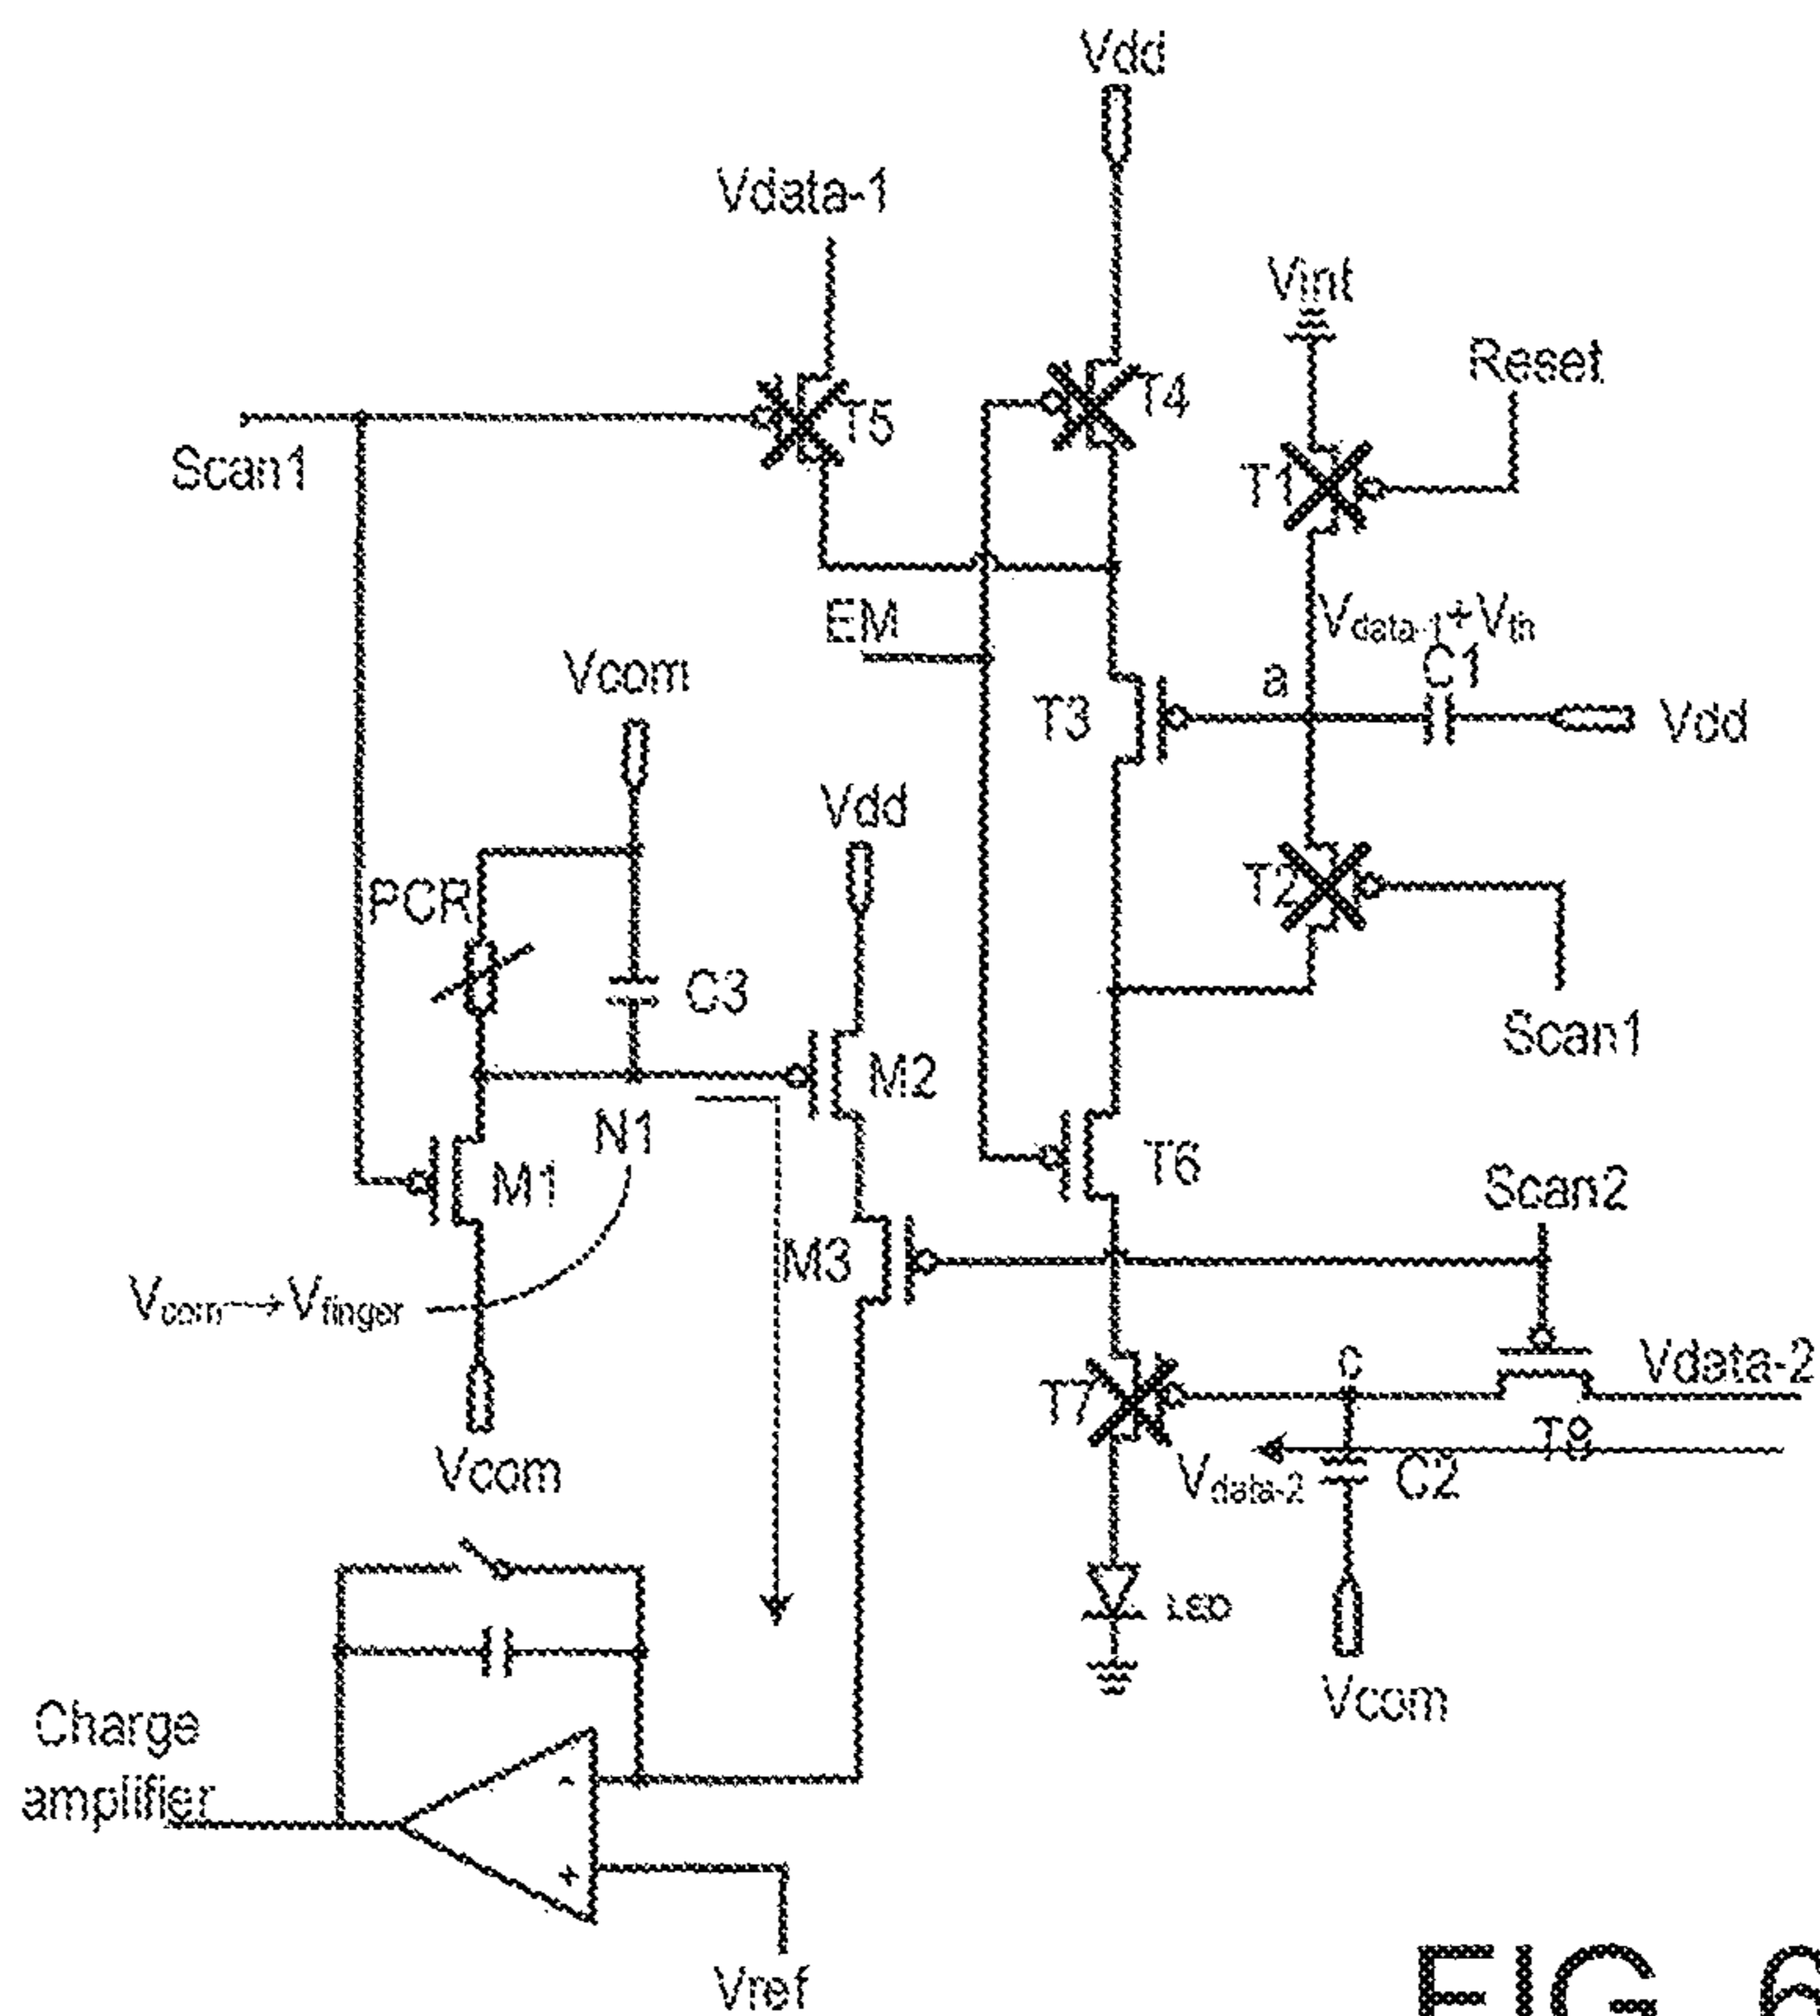 Vdd
Vdata-1
Vint
Reset
T5
T4
Scan1
T1
Vdata-1+Vth
EM
C1
Vcom
a
T3
Vdd
Vdd
PCR
T2
C3
Scan1
M2
N1
M1
T6
Scan2
M3
Vcom→Vfinger
c
Vdata-2
T7
T9
Vcom
Vdata-2
C2
LED
Vcom
Charge
amplifier
-
+
Vref
FIG. 6